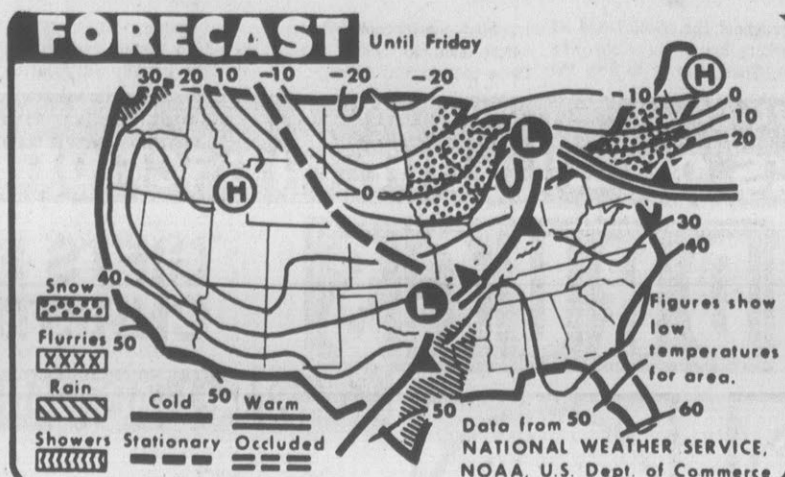 FORECAST
Until Friday
30 20 10 -10 -20 -20
H
-10 0
10
20
L
H
0
30
40
40
L
Snow
50
Flurries
Rain
50
Showers
Cold Warm
Stationary Occluded
50
Figures show
low
temperatures
for area.
50
60
Data from
NATIONAL WEATHER SERVICE,
NOAA, U.S. Dept. of Commerce